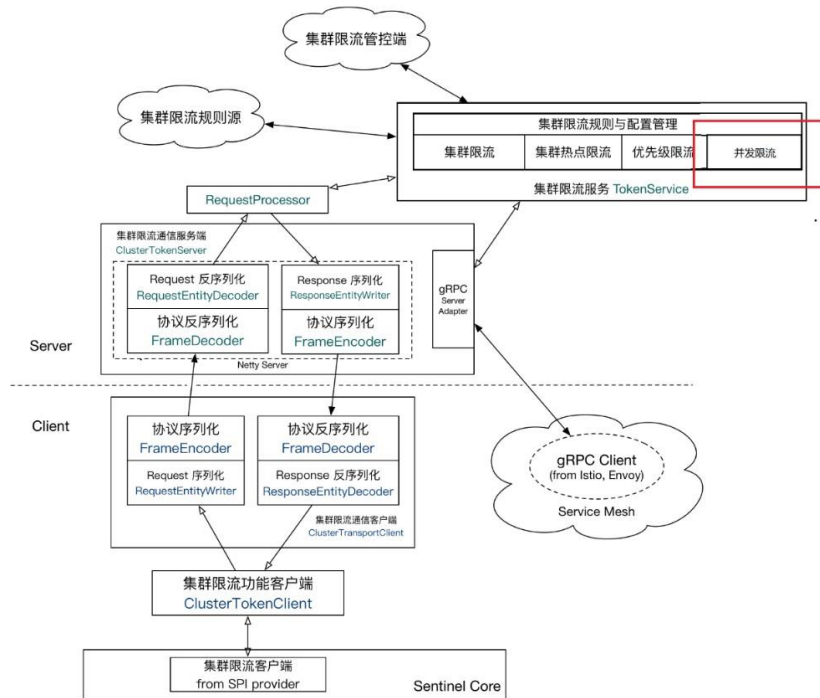 集群限流管控端
集群限流规则源
集群限流规则与配置管理
集群限流
集群热点限流
优先级限流
并发限流
集群限流服务 TokenService
RequestProcessor
集群限流通信服务端
ClusterTokenServer
Request 反序列化
RequestEntityDecoder
协议反序列化
FrameDecoder
Response 序列化
ResponseEntityWriter
协议序列化
FrameEncoder
Netty Server
gRPC
Server
Adapter
Server
Client
协议序列化
FrameEncoder
Request 序列化
RequestEntityWriter
协议反序列化
FrameDecoder
Response 反序列化
ResponseEntityDecoder
集群限流通信客户端
ClusterTransportClient
gRPC Client
(from Istio, Envoy)
Service Mesh
集群限流功能客户端
ClusterTokenClient
集群限流客户端
from SPI provider
Sentinel Core